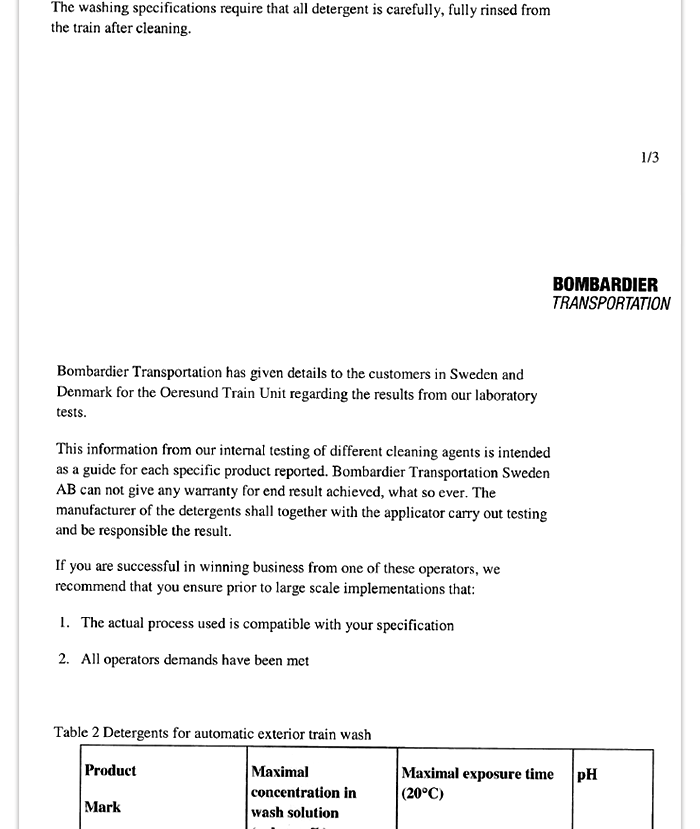 The washing specifications require that all detergent is carefully, fully rinsed from
the train after cleaning.
1/3
BOMBARDIER
TRANSPORTATION
Bombardier Transportation has given details to the customers in Sweden and
Denmark for the Oeresund Train Unit regarding the results from our laboratory
tests.
This information from our internal testing of different cleaning agents is intended
as a guide for each specific product reported. Bombardier Transportation Sweden
AB can not give any warranty for end result achieved, what so ever. The
manufacturer of the detergents shall together with the applicator carry out testing
and be responsible the result.
If you are successful in winning business from one of these operators, we
recommend that you ensure prior to large scale implementations that:
1. The actual process used is compatible with your specification
2. All operators demands have been met
Table 2 Detergents for automatic exterior train wash
Product
Mark
Maximal
concentration in
wash solution
Maximal exposure time
(20°C)
pH